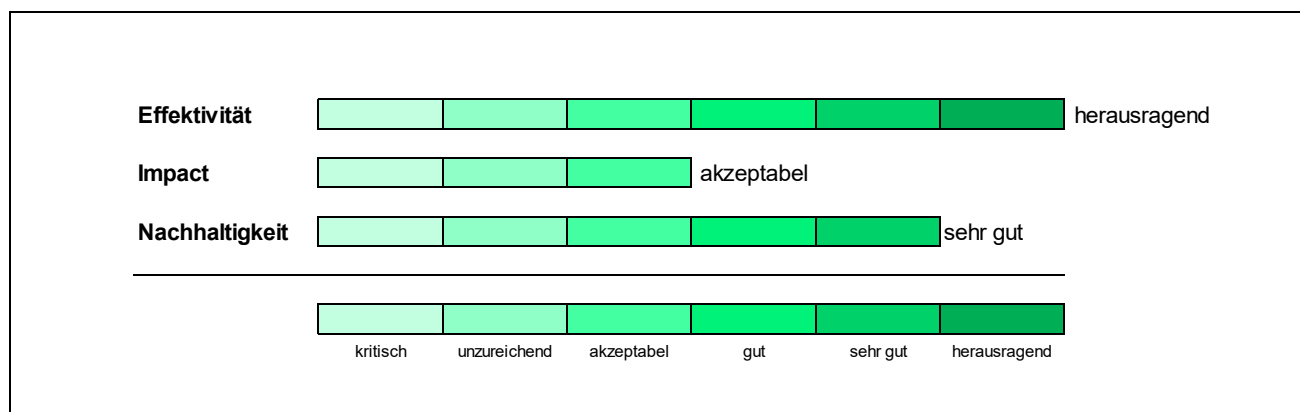 Effektivität herausragend
Impact akzeptabel
Nachhaltigkeit sehr gut
kritisch unzureichend akzeptabel gut sehr gut herausragend